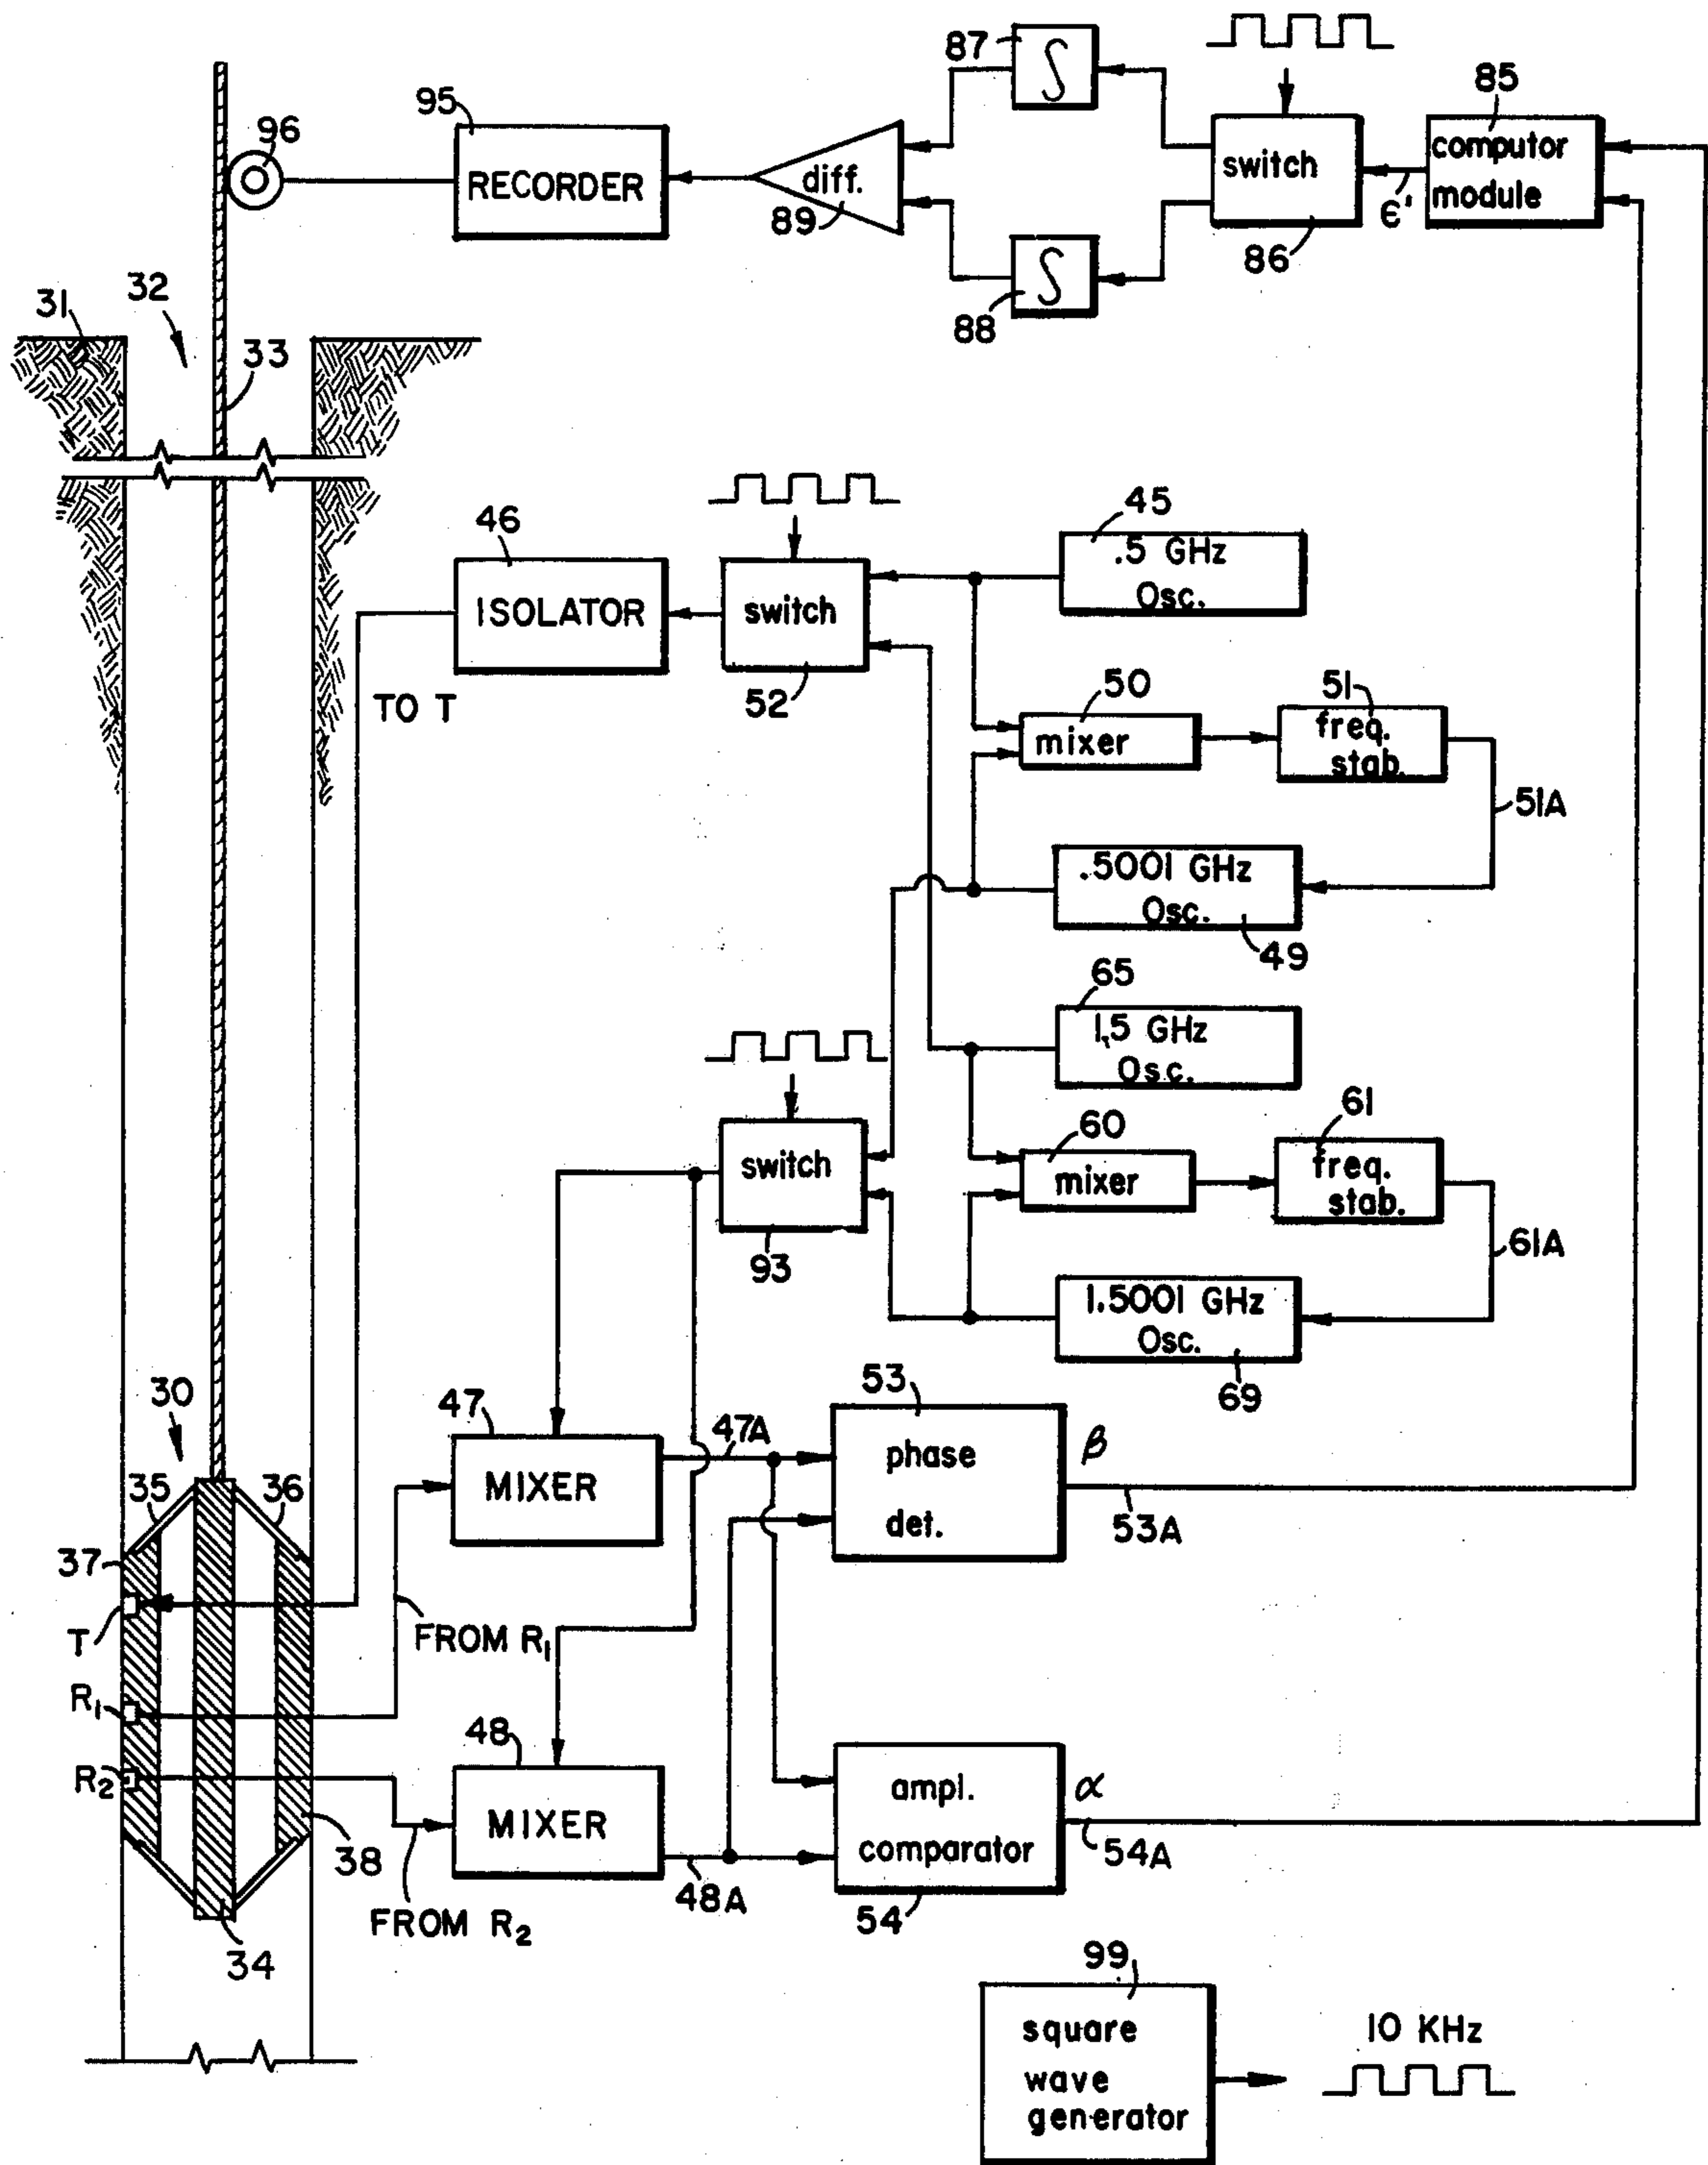 87
∫
85
computor
module
ϵ'
switch
86
88
∫
diff.
89
95
RECORDER
96
31
32
33
46
ISOLATOR
TO T
switch
52
45
.5 GHz
Osc.
50
mixer
51
freq.
stab.
51A
.5001 GHz
Osc.
49
65
1.5 GHz
Osc.
60
mixer
61
freq.
stab.
61A
switch
93
1.5001 GHz
Osc.
69
30
35
36
37
T
R1
R2
38
34
47
MIXER
47A
FROM R1
48
MIXER
48A
FROM R2
53
phase
det.
β
53A
ampl.
comparator
54
α
54A
99
square
wave
generator
10 KHz